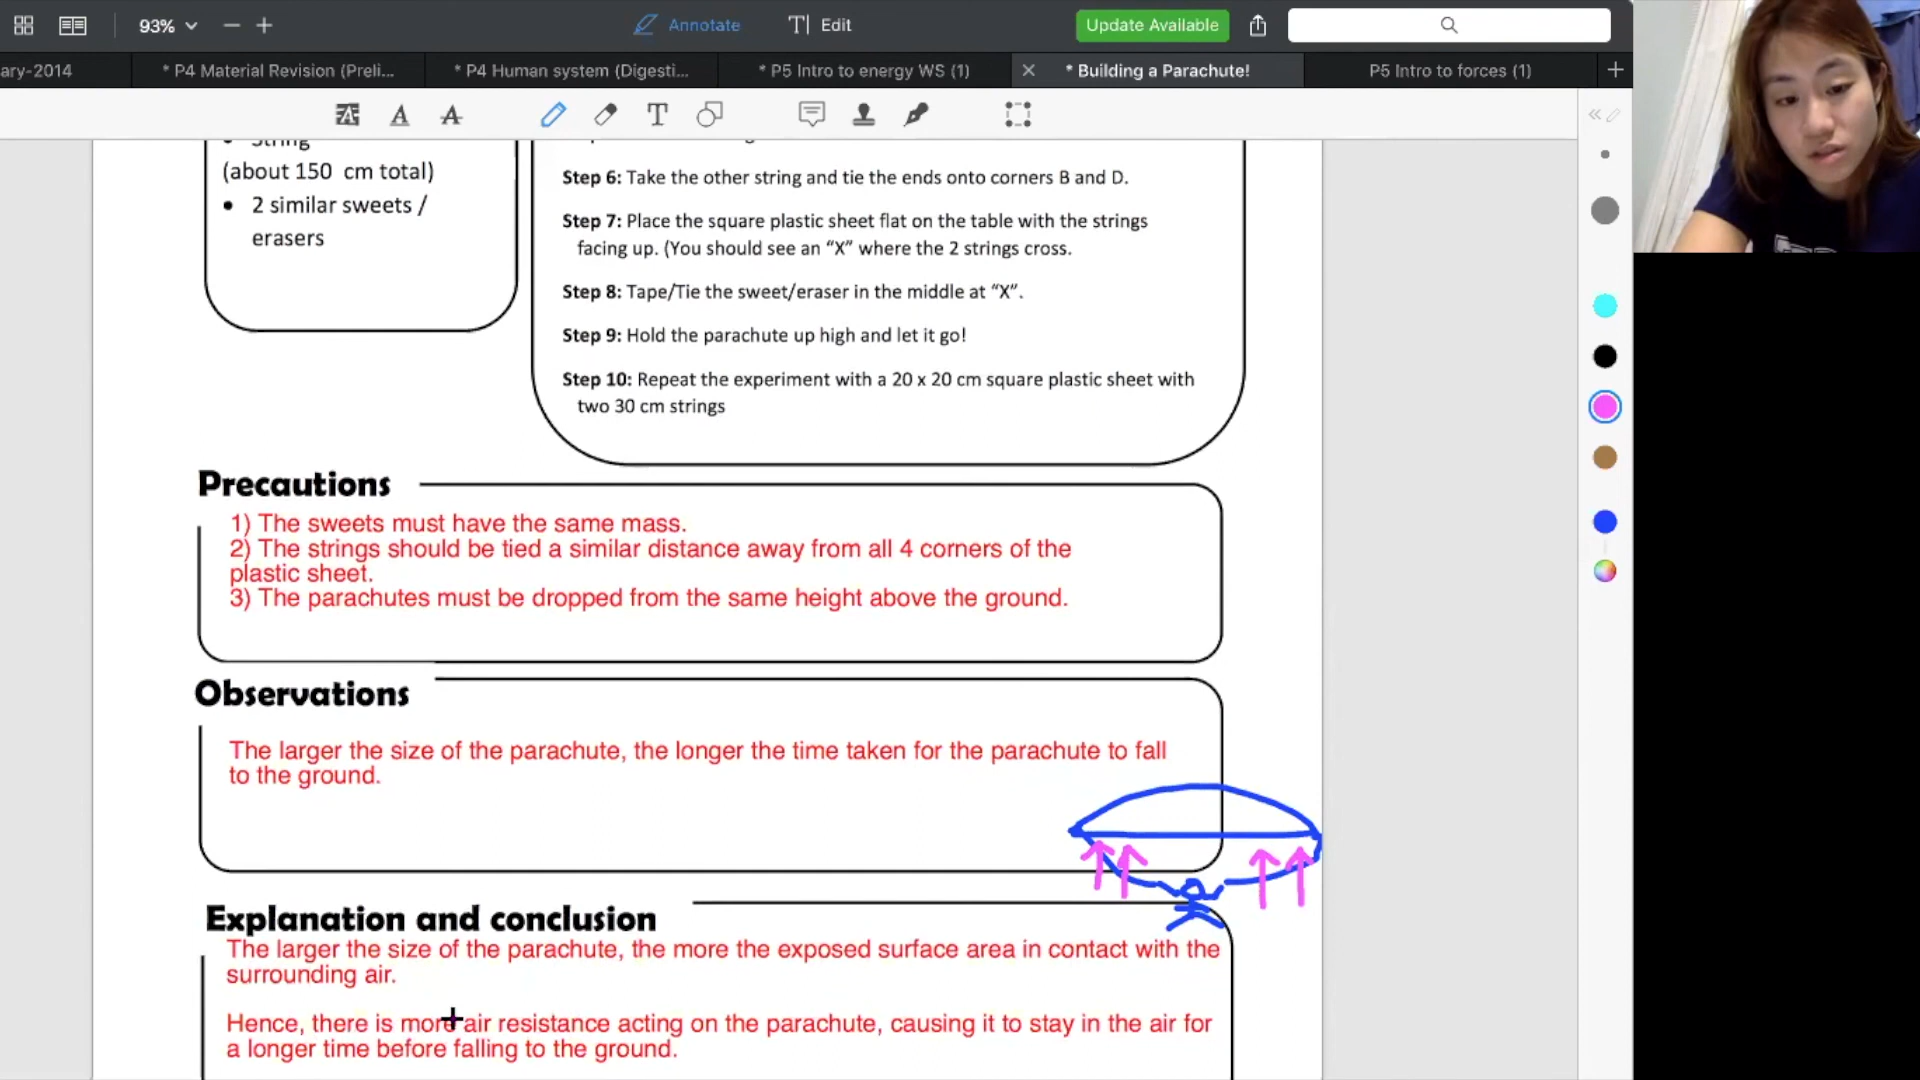 93%
Annotate
T| Edit
Update Available
ary-2014
* P4 Material Revision (Preli...
* P4 Human system (Digesti...
* P5 Intro to energy WS (1)
* Building a Parachute!
P5 Intro to forces (1)
• String
(about 150 cm total)
• 2 similar sweets /
erasers
Step 6: Take the other string and tie the ends onto corners B and D.
Step 7: Place the square plastic sheet flat on the table with the strings
facing up. (You should see an “X” where the 2 strings cross.
Step 8: Tape/Tie the sweet/eraser in the middle at “X”.
Step 9: Hold the parachute up high and let it go!
Step 10: Repeat the experiment with a 20 x 20 cm square plastic sheet with
two 30 cm strings
Precautions
1) The sweets must have the same mass.
2) The strings should be tied a similar distance away from all 4 corners of the
plastic sheet.
3) The parachutes must be dropped from the same height above the ground.
Observations
The larger the size of the parachute, the longer the time taken for the parachute to fall
to the ground.
Explanation and conclusion
The larger the size of the parachute, the more the exposed surface area in contact with the
surrounding air.
Hence, there is more air resistance acting on the parachute, causing it to stay in the air for
a longer time before falling to the ground.